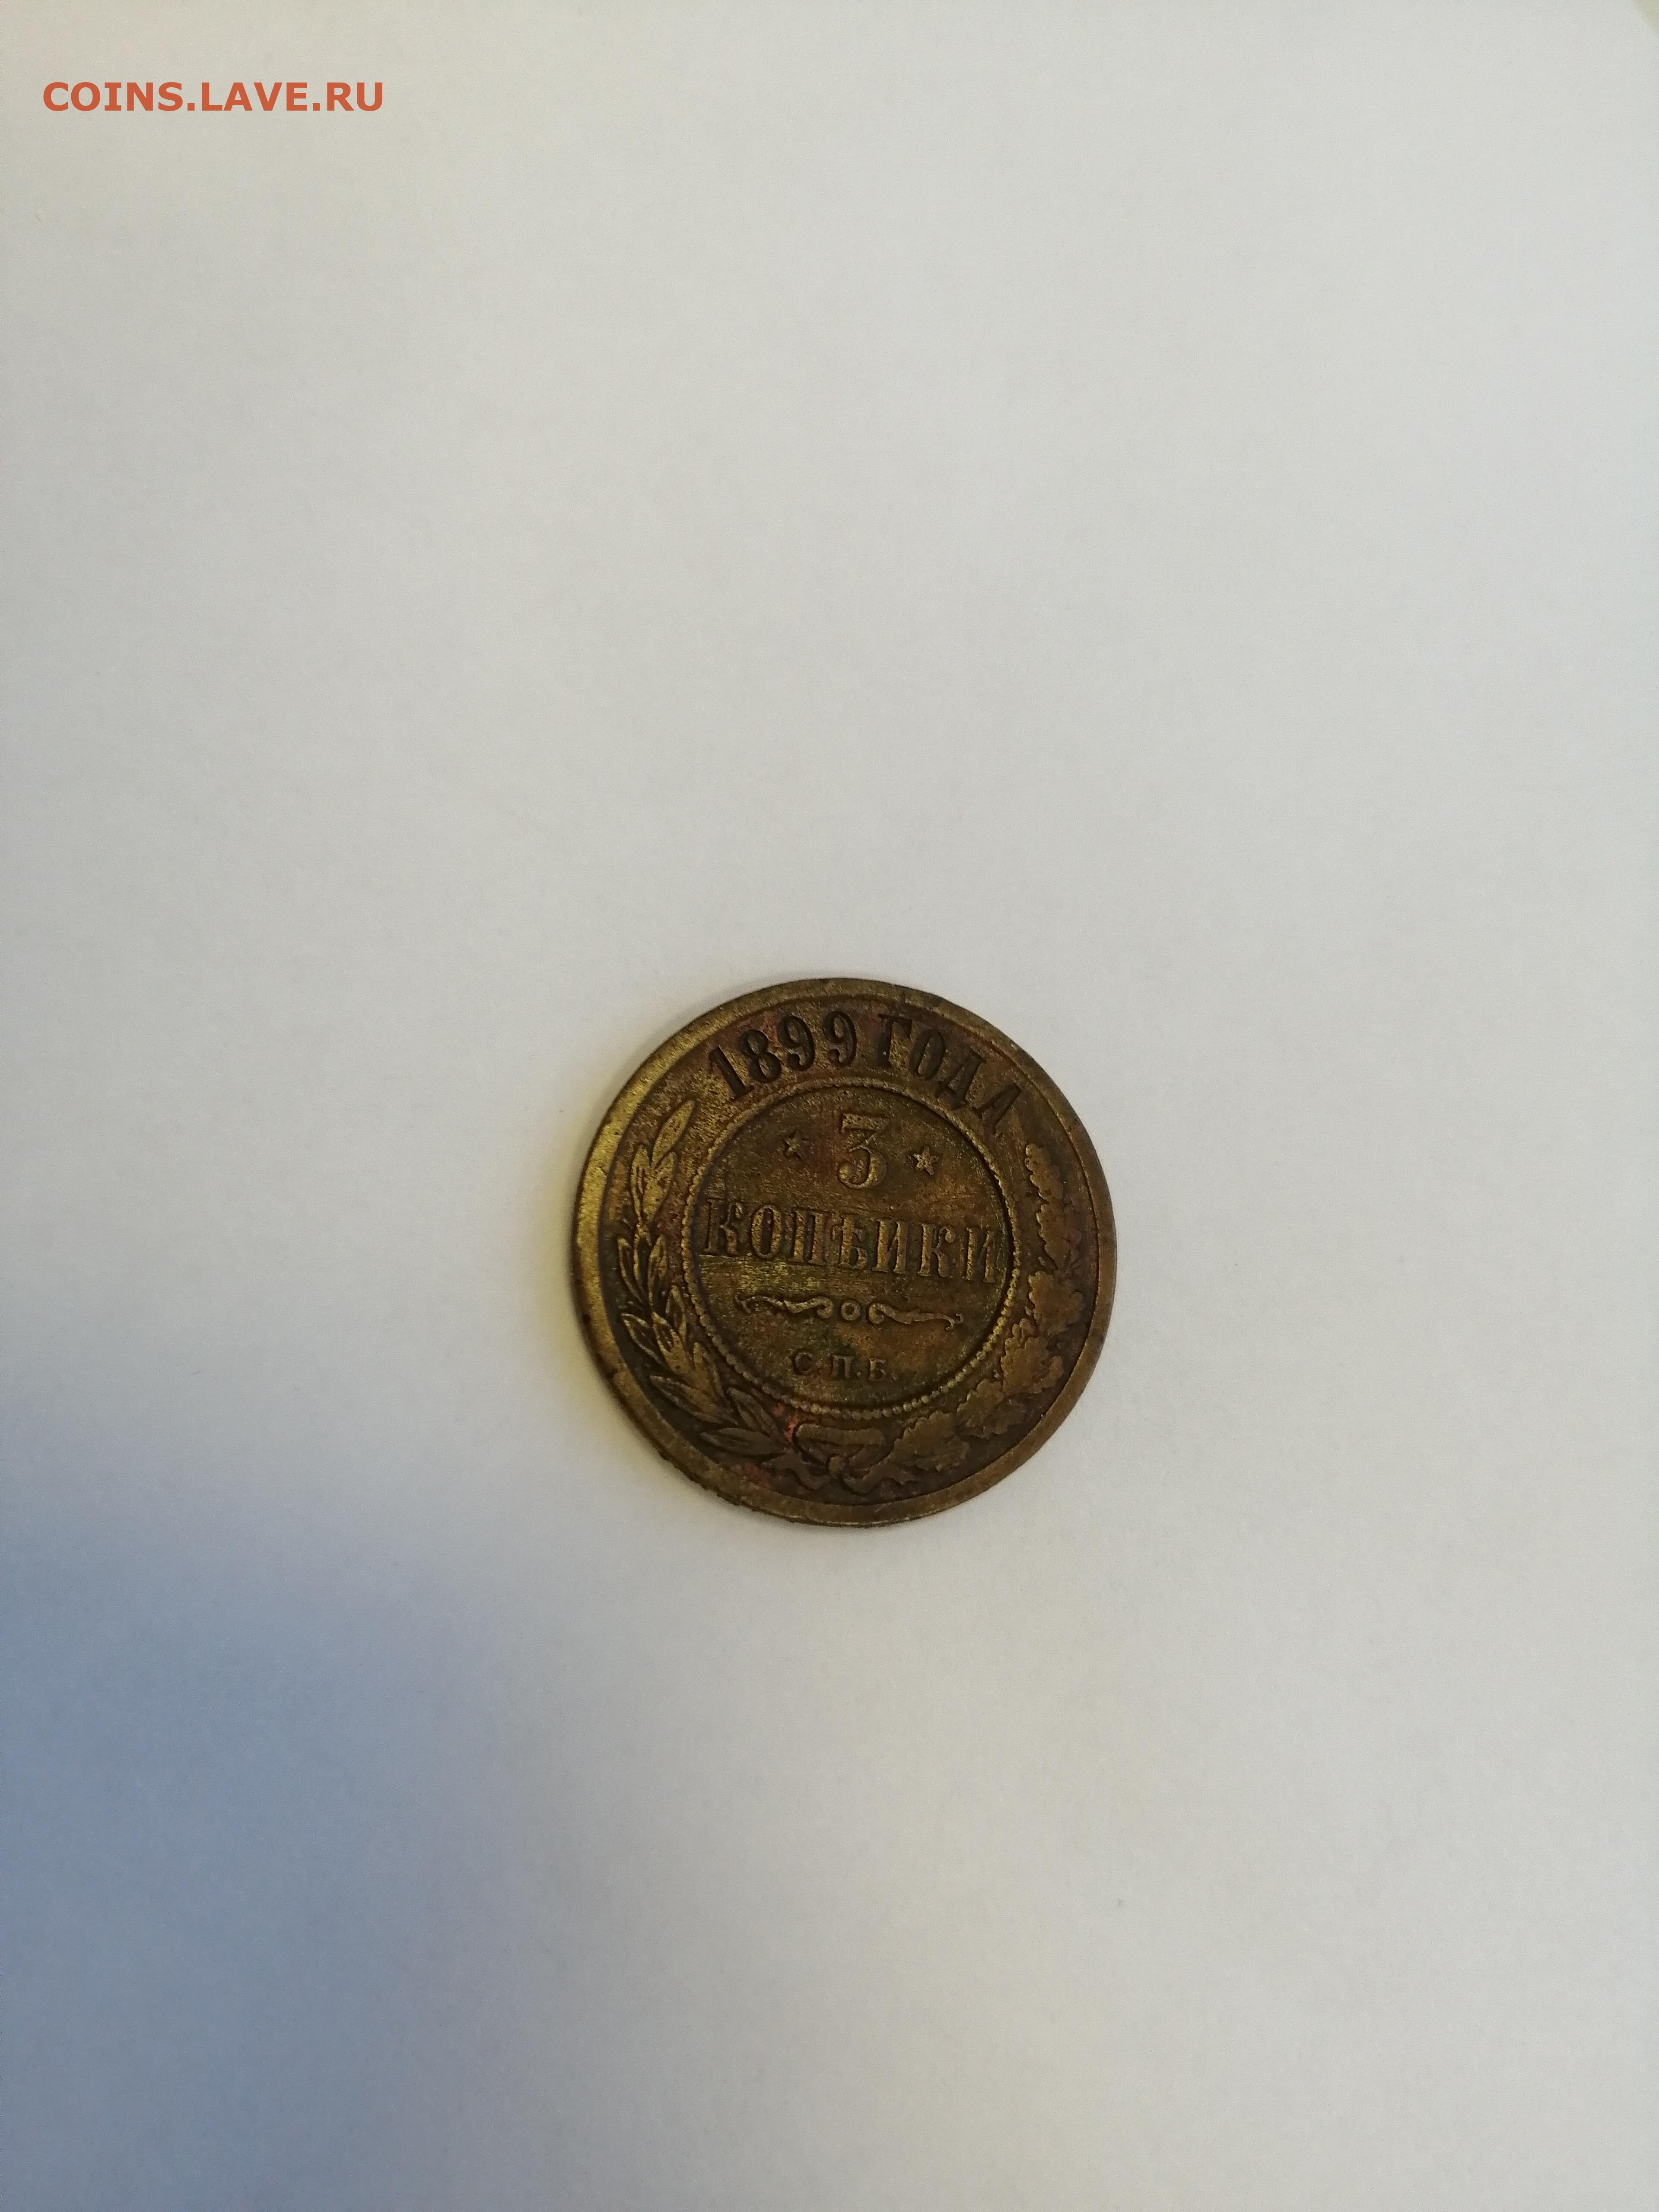 COINS.LAVE.RU
1899 ГОДА
3
КОПѢЙКИ
С.П.Б.